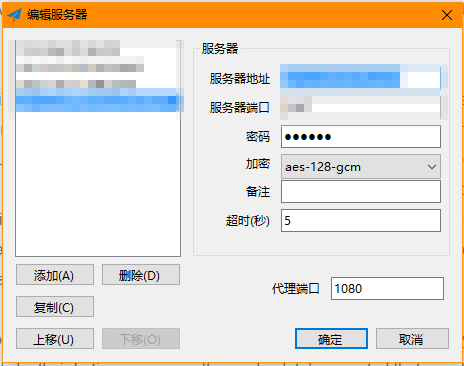 编辑服务器
服务器
服务器地址
服务器端口
密码 ●●●●●●
加密 aes-128-gcm
备注
超时(秒) 5
添加(A) 删除(D)
代理端口 1080
复制(C)
上移(U) 下移(O) 确定 取消